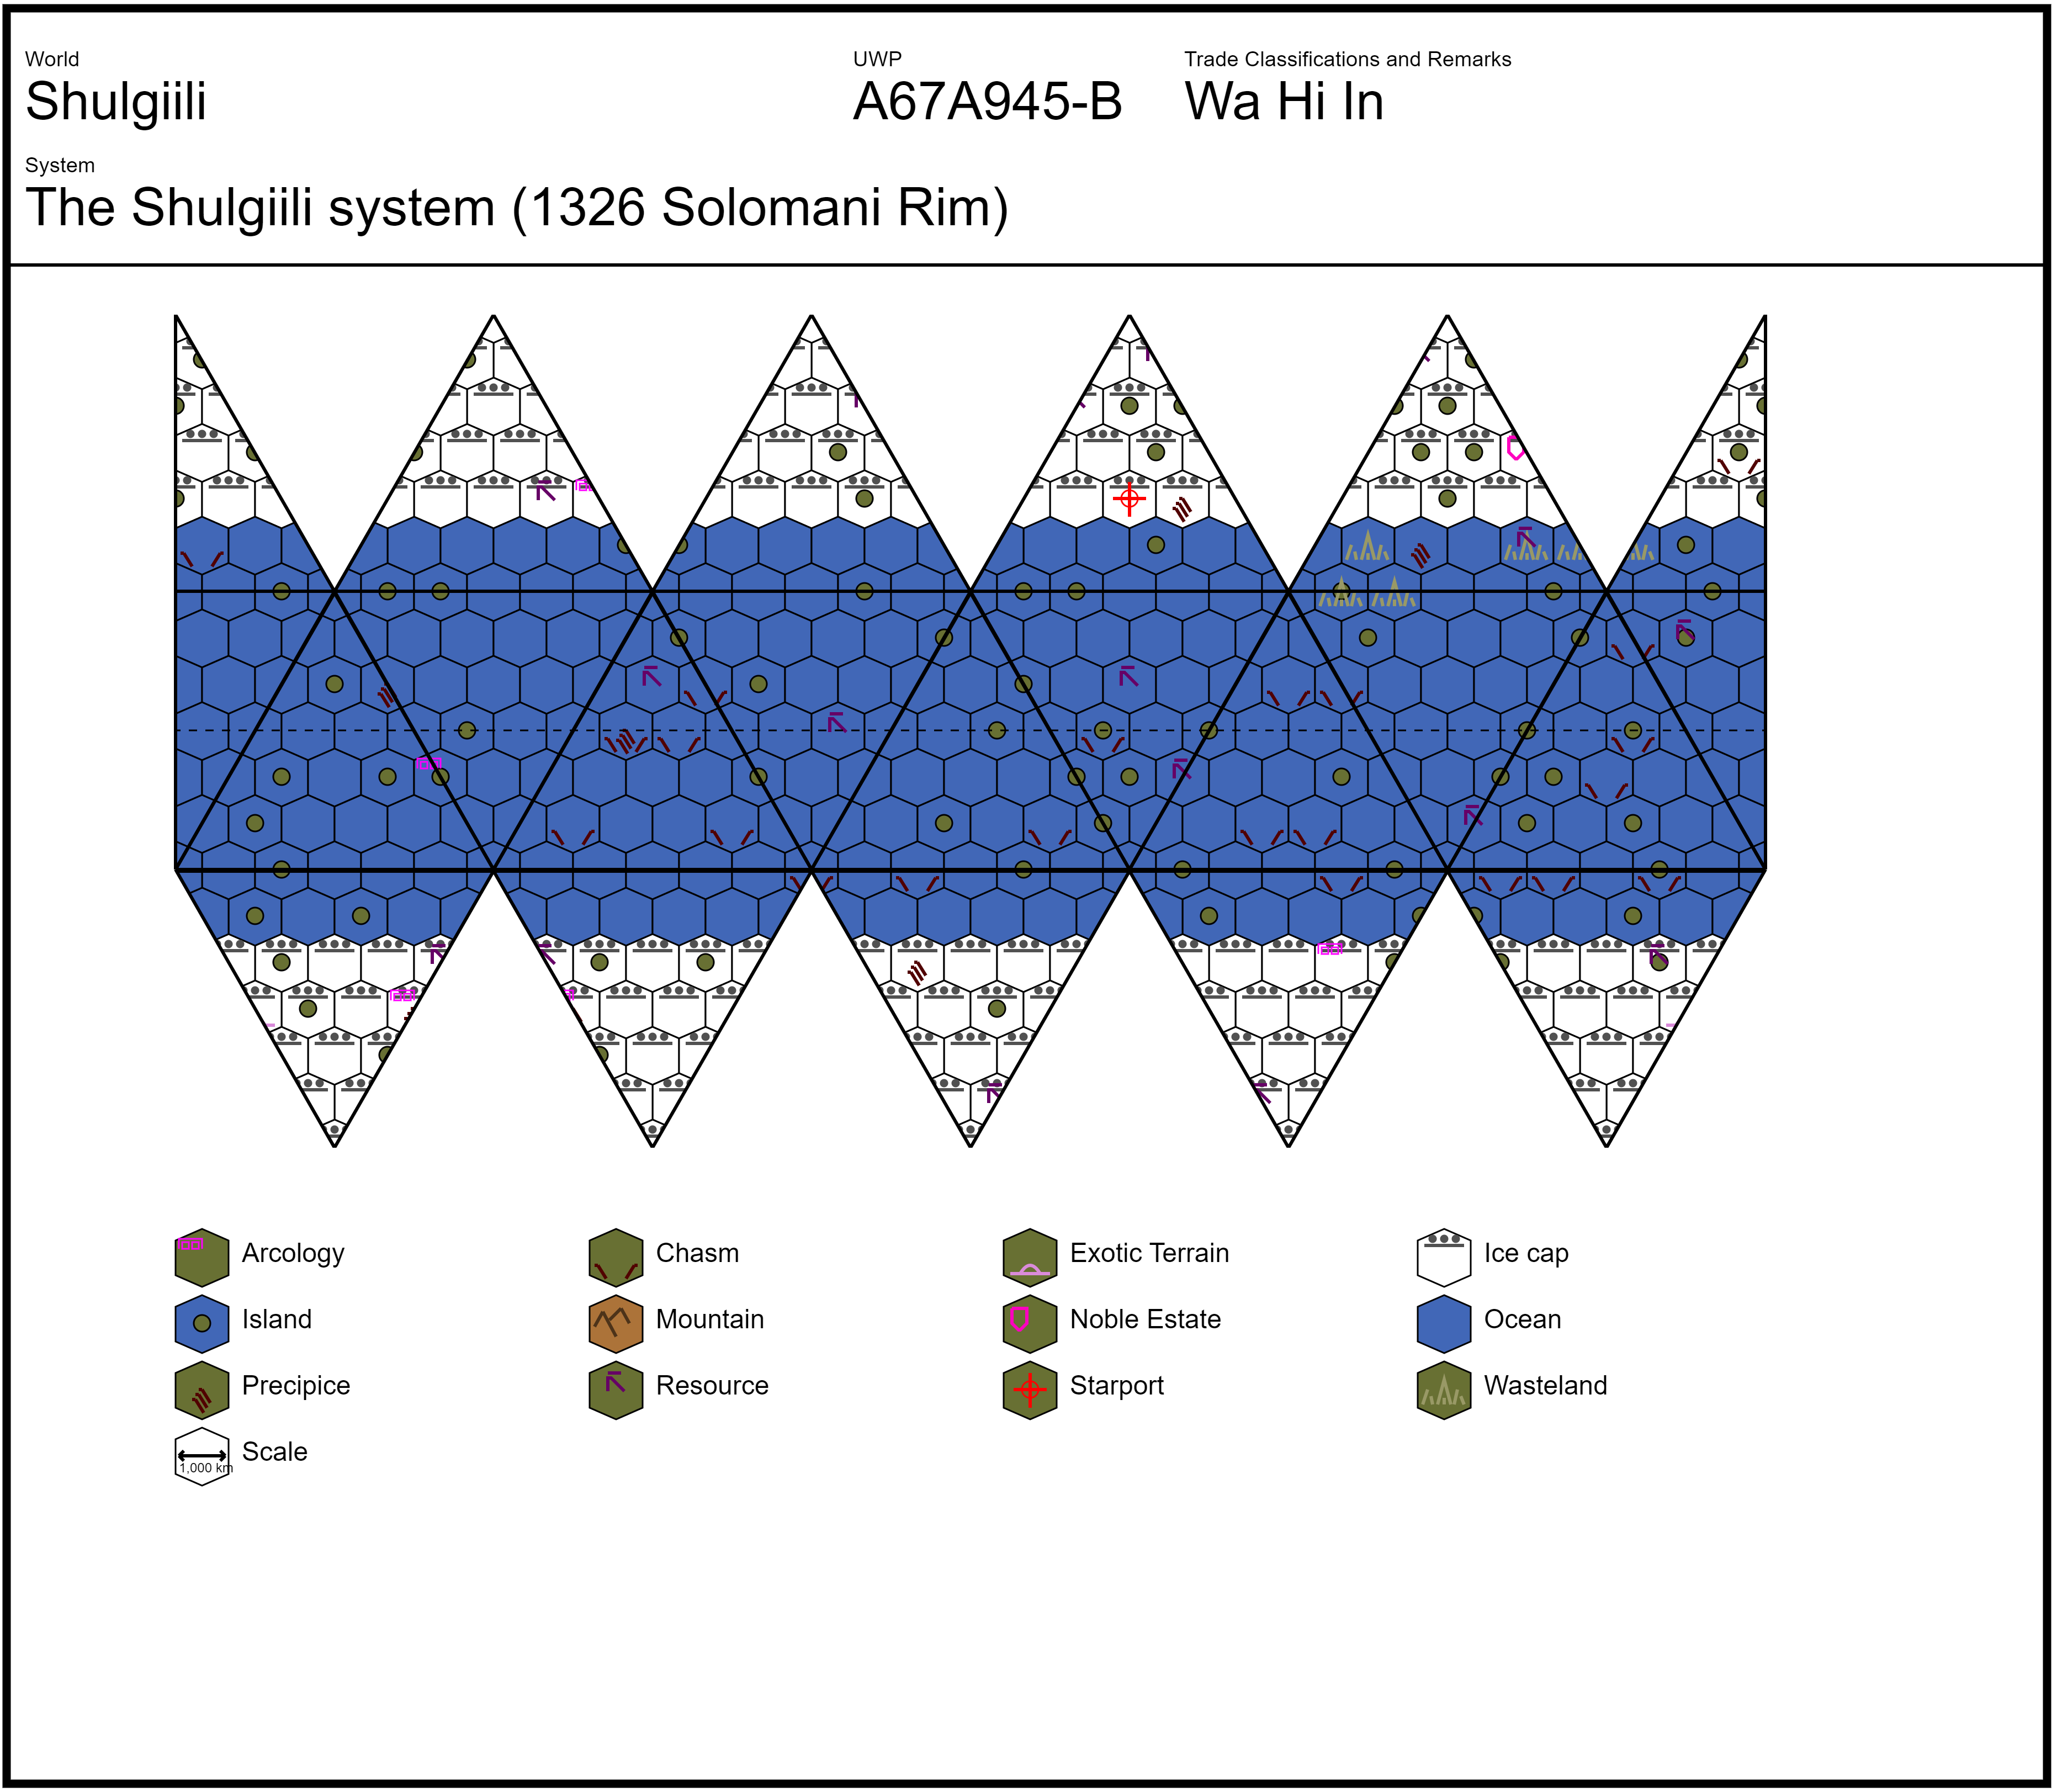 World
Shulgiili
UWP
A67A945-B
Trade Classifications and Remarks
Wa Hi In
System
The Shulgiili system (1326 Solomani Rim)
Arcology
Chasm
Exotic Terrain
Ice cap
Island
Mountain
Noble Estate
Ocean
Precipice
Resource
Starport
Wasteland
1,000 km
Scale